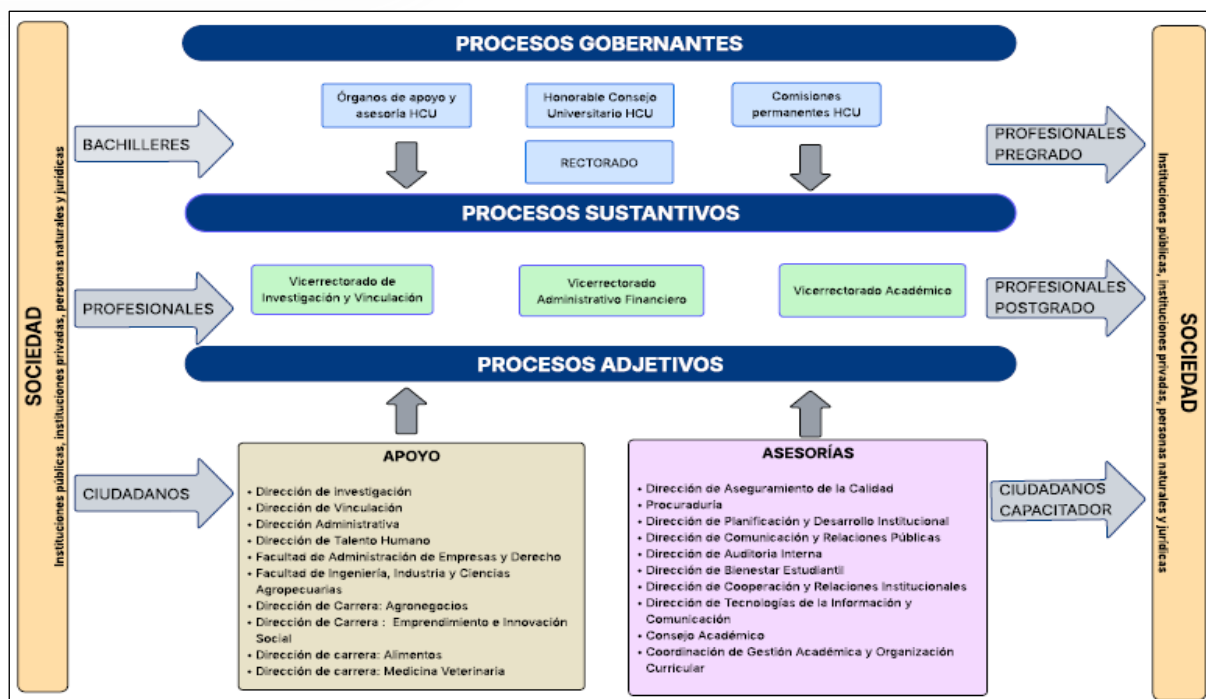 SOCIEDAD
Instituciones públicas, instituciones privadas, personas naturales y jurídicas
PROCESOS GOBERNANTES
BACHILLERES
Órganos de apoyo y
asesoría HCU
Honorable Consejo
Universitario HCU
Comisiones
permanentes HCU
RECTORADO
PROFESIONALES
PREGRADO
PROCESOS SUSTANTIVOS
PROFESIONALES
Vicerrectorado de
Investigación y Vinculación
Vicerrectorado
Administrativo Financiero
Vicerrectorado Académico
PROFESIONALES
POSTGRADO
PROCESOS ADJETIVOS
CIUDADANOS
APOYO
• Dirección de investigación
• Dirección de Vinculación
• Dirección Administrativa
• Dirección de Talento Humano
• Facultad de Administración de Empresas y Derecho
• Facultad de Ingeniería, Industria y Ciencias
Agropecuarias
• Dirección de Carrera: Agronegocios
• Dirección de Carrera : Emprendimiento e Innovación
Social
• Dirección de carrera: Alimentos
• Dirección de carrera: Medicina Veterinaria
ASESORÍAS
• Dirección de Aseguramiento de la Calidad
• Procuraduría
• Dirección de Planificación y Desarrollo Institucional
• Dirección de Comunicación y Relaciones Públicas
• Dirección de Auditoria Interna
• Dirección de Bienestar Estudiantil
• Dirección de Cooperación y Relaciones Institucionales
• Dirección de Tecnologías de la Información y
Comunicación
• Consejo Académico
• Coordinación de Gestión Académica y Organización
Curricular
CIUDADANOS
CAPACITADOR
SOCIEDAD
Instituciones públicas, instituciones privadas, personas naturales y jurídicas